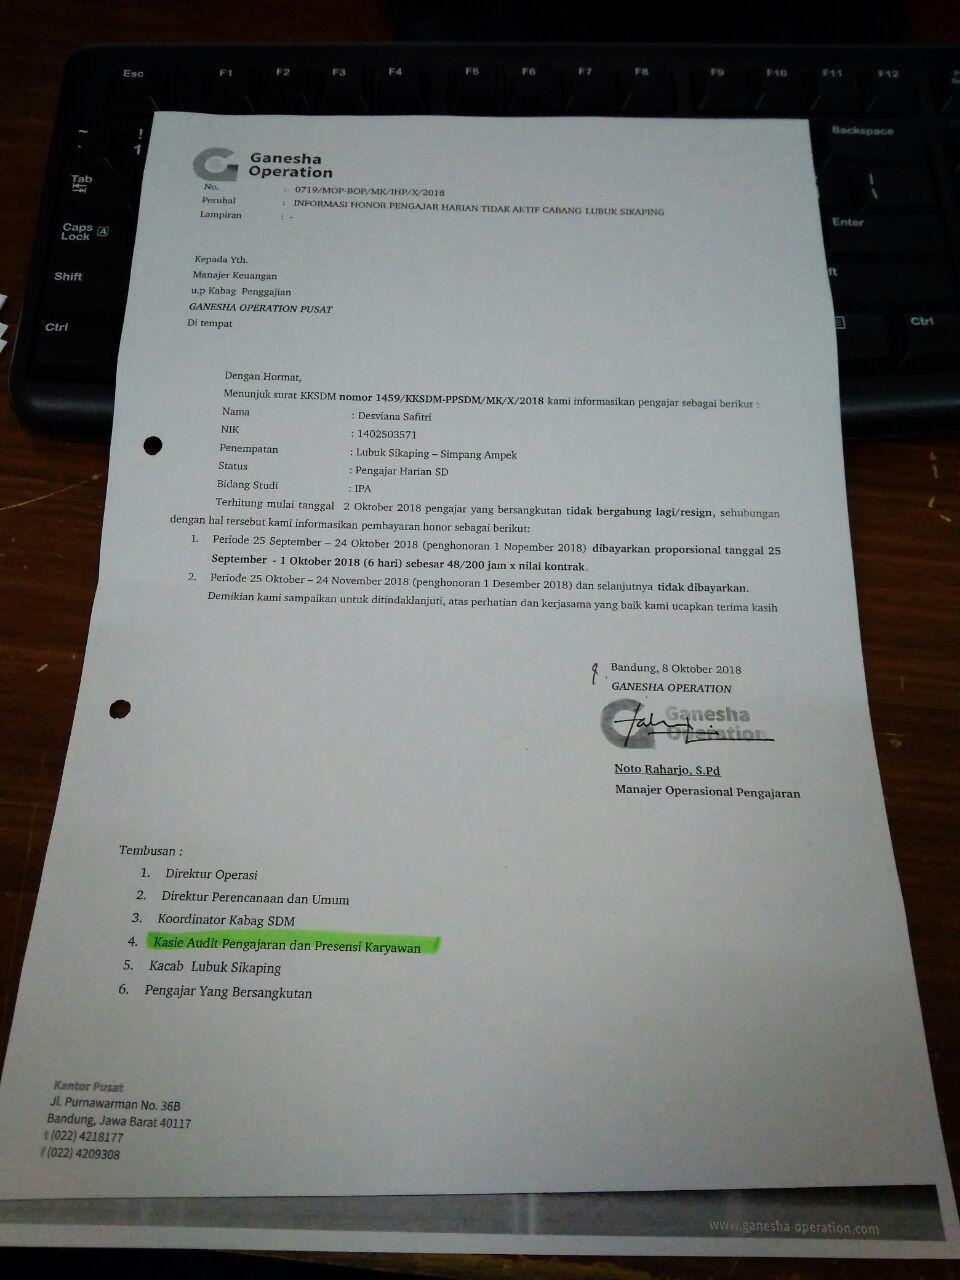 Esc F1 F2 F3 F4 F5 F6 F7 F8 F9 F10 F11 F12
~ ! Backspace
` 1
Tab
Caps Lock A Enter
Shift
Ctrl Ctrl
Ganesha
Operation
No. : 0719/MOP-BOP/MK/IHP/X/2018
Perihal : INFORMASI HONOR PENGAJAR HARIAN TIDAK AKTIF CABANG LUBUK SIKAPING
Lampiran : -
Kepada Yth.
Manajer Keuangan
u.p Kabag Penggajian
GANESHA OPERATION PUSAT
Di tempat
Dengan Hormat,
Menunjuk surat KKSDM nomor 1459/KKSDM-PPSDM/MK/X/2018 kami informasikan pengajar sebagai berikut :
Nama : Desviana Safitri
NIK : 1402503571
Penempatan : Lubuk Sikaping – Simpang Ampek
Status : Pengajar Harian SD
Bidang Studi : IPA
Terhitung mulai tanggal 2 Oktober 2018 pengajar yang bersangkutan tidak bergabung lagi/resign, sehubungan
dengan hal tersebut kami informasikan pembayaran honor sebagai berikut:
1. Periode 25 September – 24 Oktober 2018 (penghonoran 1 Nopember 2018) dibayarkan proporsional tanggal 25
September - 1 Oktober 2018 (6 hari) sebesar 48/200 jam x nilai kontrak.
2. Periode 25 Oktober – 24 November 2018 (penghonoran 1 Desember 2018) dan selanjutnya tidak dibayarkan.
Demikian kami sampaikan untuk ditindaklanjuti, atas perhatian dan kerjasama yang baik kami ucapkan terima kasih
Bandung, 8 Oktober 2018
GANESHA OPERATION
Ganesha
Operation
Noto Raharjo, S.Pd
Manajer Operasional Pengajaran
Tembusan :
1. Direktur Operasi
2. Direktur Perencanaan dan Umum
3. Koordinator Kabag SDM
4. Kasie Audit Pengajaran dan Presensi Karyawan
5. Kacab Lubuk Sikaping
6. Pengajar Yang Bersangkutan
Kantor Pusat
Jl. Purnawarman No. 36B
Bandung, Jawa Barat 40117
t (022) 4218177
f (022) 4209308
www.ganesha-operation.com